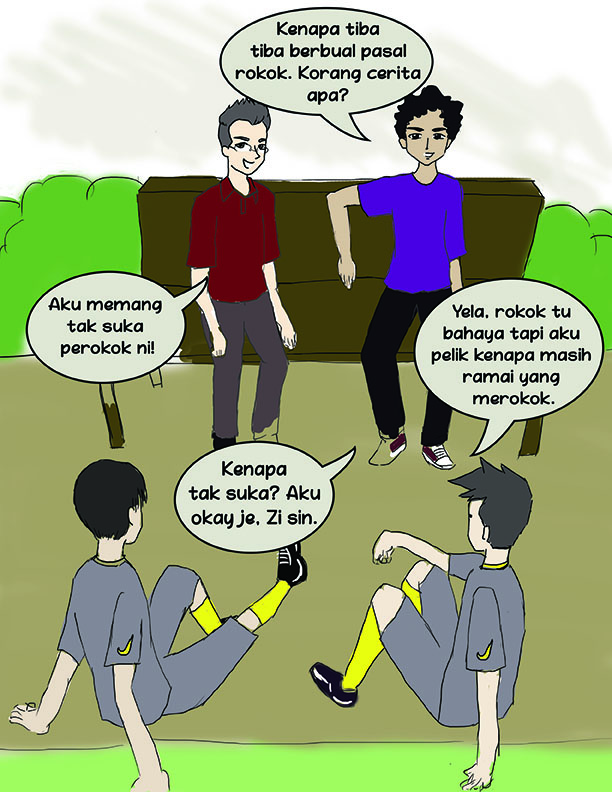 Kenapa tiba
tiba berbual pasal
rokok. Korang cerita
apa?
Aku memang
tak suka
perokok ni!
Kenapa
tak suka? Aku
okay je, Zi sin.
Yela, rokok tu
bahaya tapi aku
pelik kenapa masih
ramai yang
merokok.